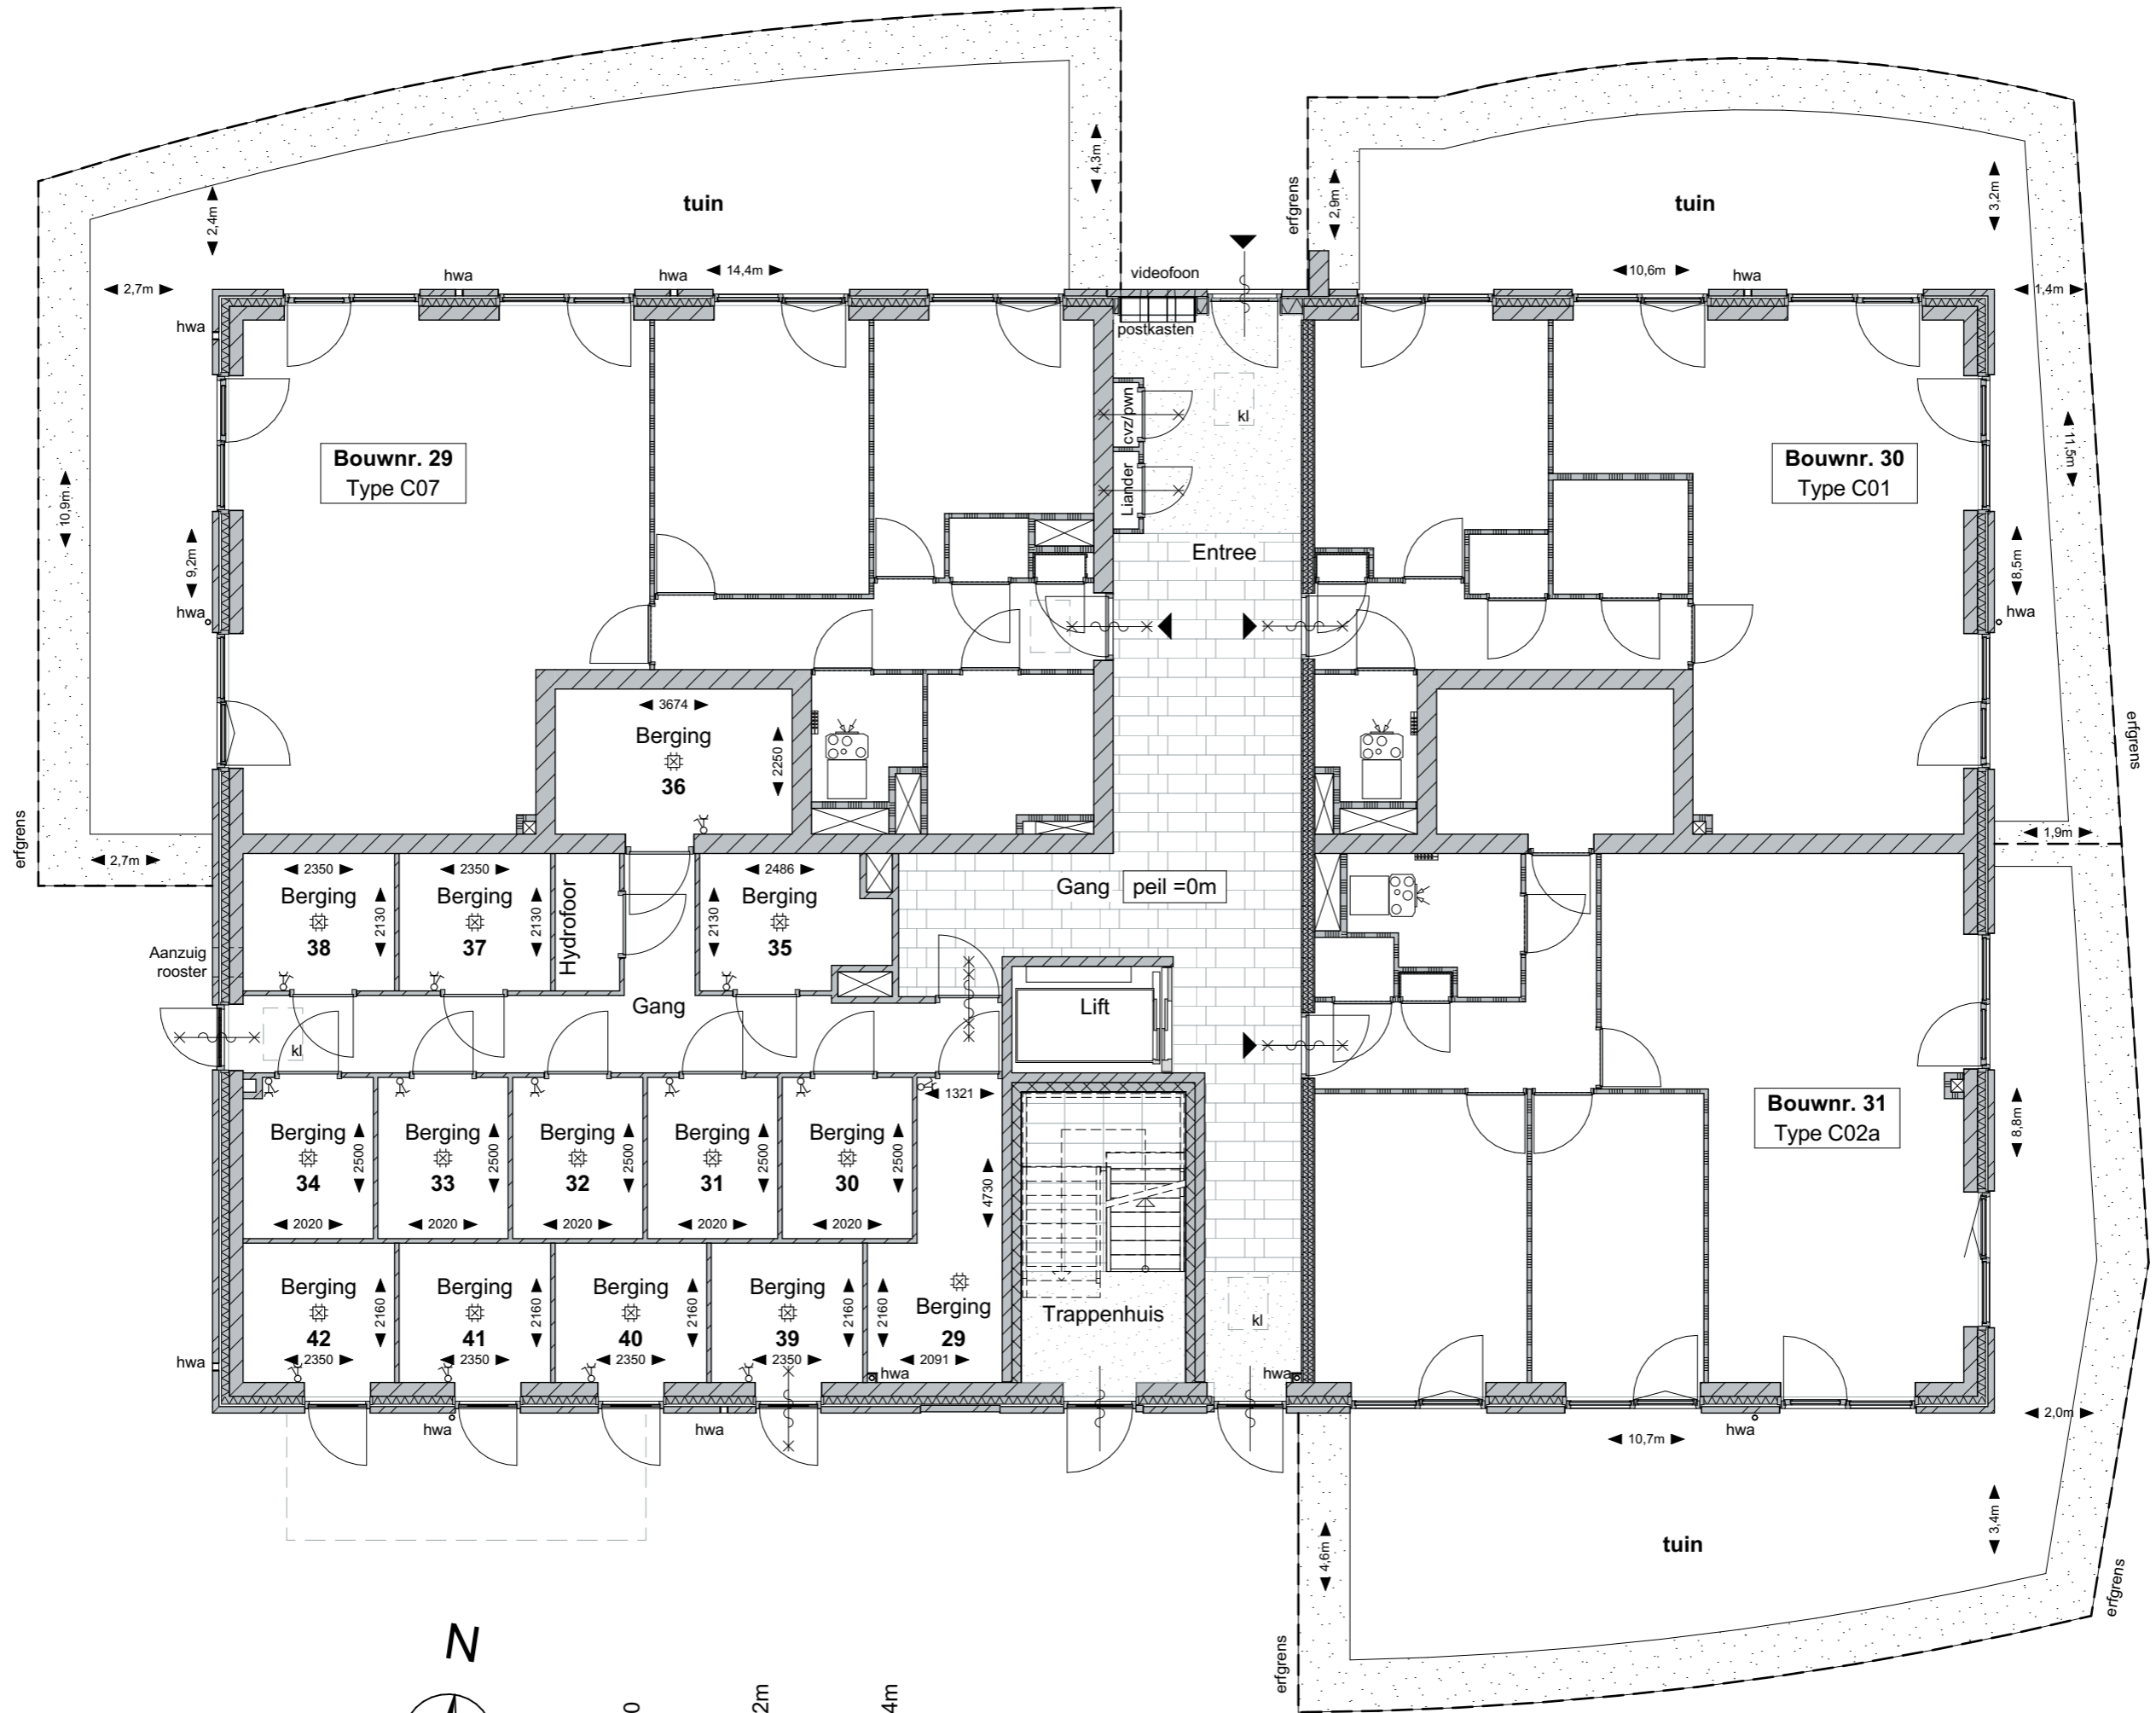 4,3m
erfgrens
2,9m
3,2m
2,4m
tuin
tuin
2,7m
hwa
hwa
14,4m
videofoon
10,6m
hwa
1,4m
hwa
postkasten
cvz/pwn
kl
Liander
Bouwnr. 29
Type C07
Bouwnr. 30
Type C01
11,5m
10,9m
9,2m
hwa
Entree
8,5m
hwa
3674
Berging
36
2250
erfgrens
erfgrens
2,7m
1,9m
2350
Berging
38
2130
2350
Berging
37
2130
Hydrofoor
2486
Berging
35
2130
Gang
peil =0m
Aanzuig
rooster
Gang
Lift
kl
1321
Berging
34
2500
2020
Berging
33
2500
2020
Berging
32
2500
2020
Berging
31
2500
2020
Berging
30
2500
2020
4730
Bouwnr. 31
Type C02a
8,8m
Berging
42
2160
2350
Berging
41
2160
2350
Berging
40
2160
2350
Berging
39
2160
2350
2160
Berging
29
2091
Trappenhuis
kl
hwa
hwa
hwa
hwa
hwa
10,7m
hwa
2,0m
3,4m
4,6m
tuin
erfgrens
erfgrens
N
0
2m
4m